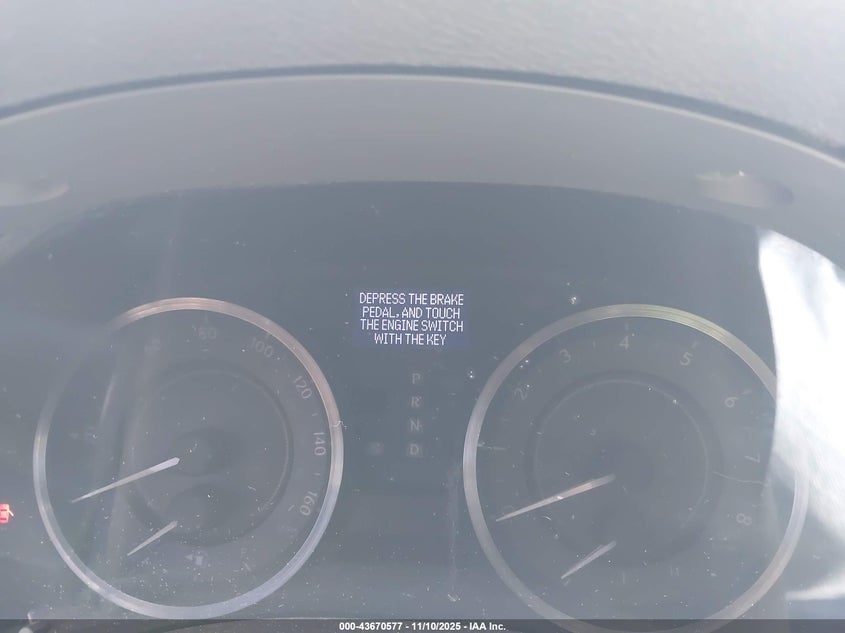 DEPRESS THE BRAKE
PEDAL, AND TOUCH
THE ENGINE SWITCH
WITH THE KEY
80
100
120
140
160
P
R
N
D
2
3
4
5
6
7
8
H
000-43670577 - 11/10/2025 - IAA Inc.